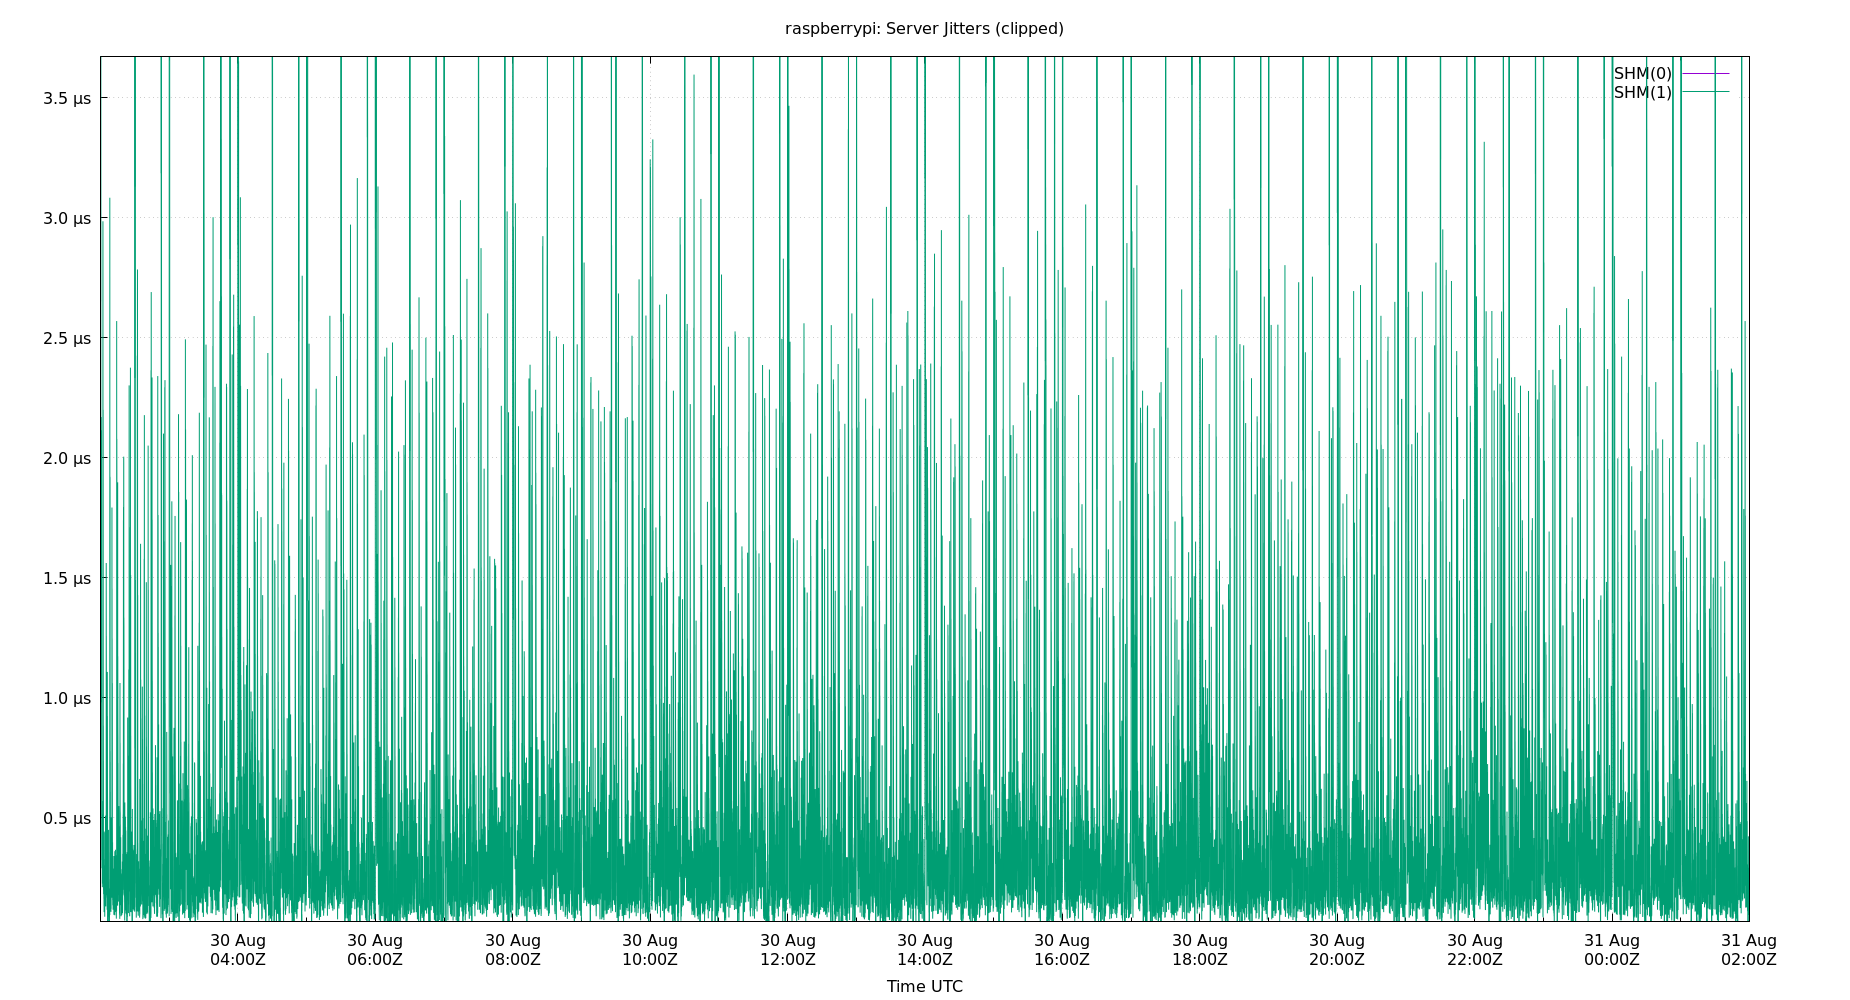 raspberrypi: Server Jitters (clipped)
SHM(0)
SHM(1)
3.5 μs
3.0 μs
2.5 μs
2.0 μs
1.5 μs
1.0 μs
0.5 μs
30 Aug 30 Aug 30 Aug 30 Aug 30 Aug 30 Aug 30 Aug 30 Aug 30 Aug 30 Aug 31 Aug 31 Aug
04:00Z 06:00Z 08:00Z 10:00Z 12:00Z 14:00Z 16:00Z 18:00Z 20:00Z 22:00Z 00:00Z 02:00Z
Time UTC